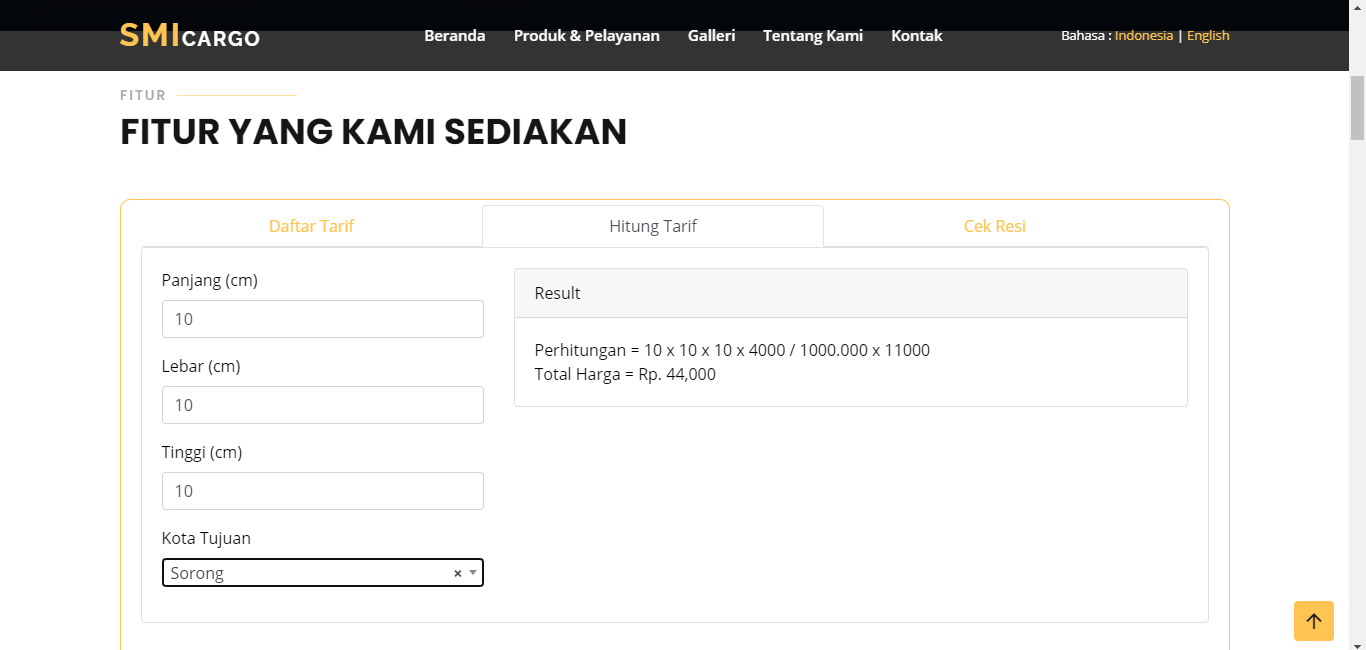 SMICARGO
Beranda Produk & Pelayanan Galleri Tentang Kami Kontak
Bahasa : Indonesia | English
FITUR
FITUR YANG KAMI SEDIAKAN
Daftar Tarif Hitung Tarif Cek Resi
Panjang (cm)
10
Lebar (cm)
10
Tinggi (cm)
10
Kota Tujuan
Sorong ×
Result
Perhitungan = 10 x 10 x 10 x 4000 / 1000.000 x 11000
Total Harga = Rp. 44,000